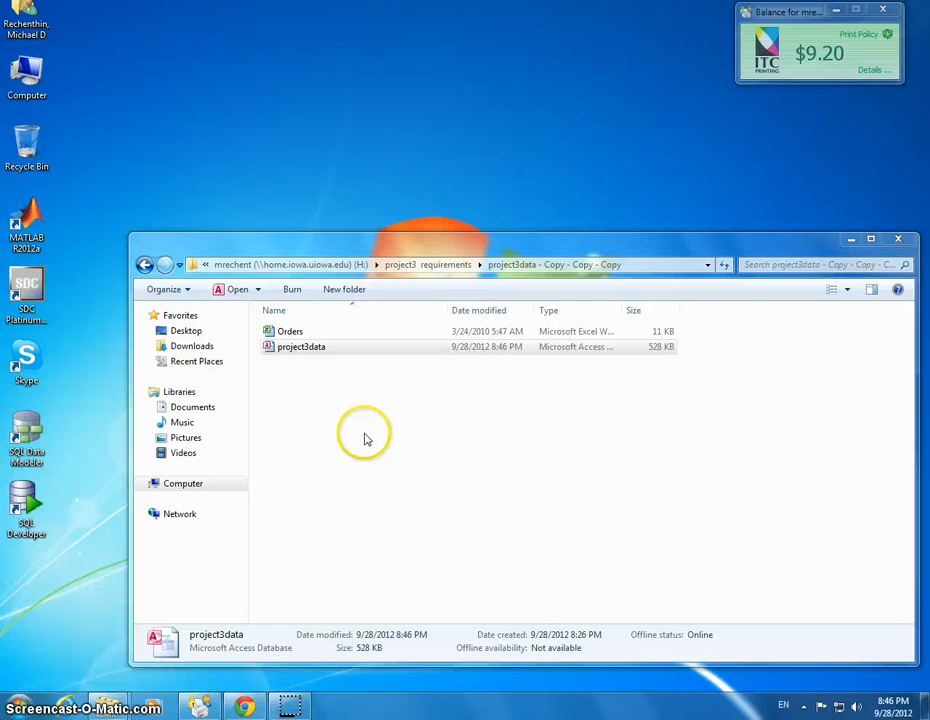 Rechenthin,
Michael D
Computer
Recycle Bin
MATLAB
R2012a
SDC
SDC
Platinum...
Skype
SQL Data
Modeler
SQL
Developer
Balance for mre...
ITC
PRINTING
Print Policy
$9.20
Details ...
« mrechent (\\home.iowa.uiowa.edu) (H:) ▸ project3 requirements ▸ project3data - Copy - Copy - Copy
Search project3data - Copy - C...
Organize ▾ Open ▾ Burn New folder
Name Date modified Type Size
Orders 3/24/2010 5:47 AM Microsoft Excel W... 11 KB
project3data 9/28/2012 8:46 PM Microsoft Access ... 528 KB
Favorites
Desktop
Downloads
Recent Places
Libraries
Documents
Music
Pictures
Videos
Computer
Network
project3data Date modified: 9/28/2012 8:46 PM Date created: 9/28/2012 8:26 PM Offline status: Online
Microsoft Access Database Size: 528 KB Offline availability: Not available
Screencast-O-Matic.com
EN
8:46 PM
9/28/2012